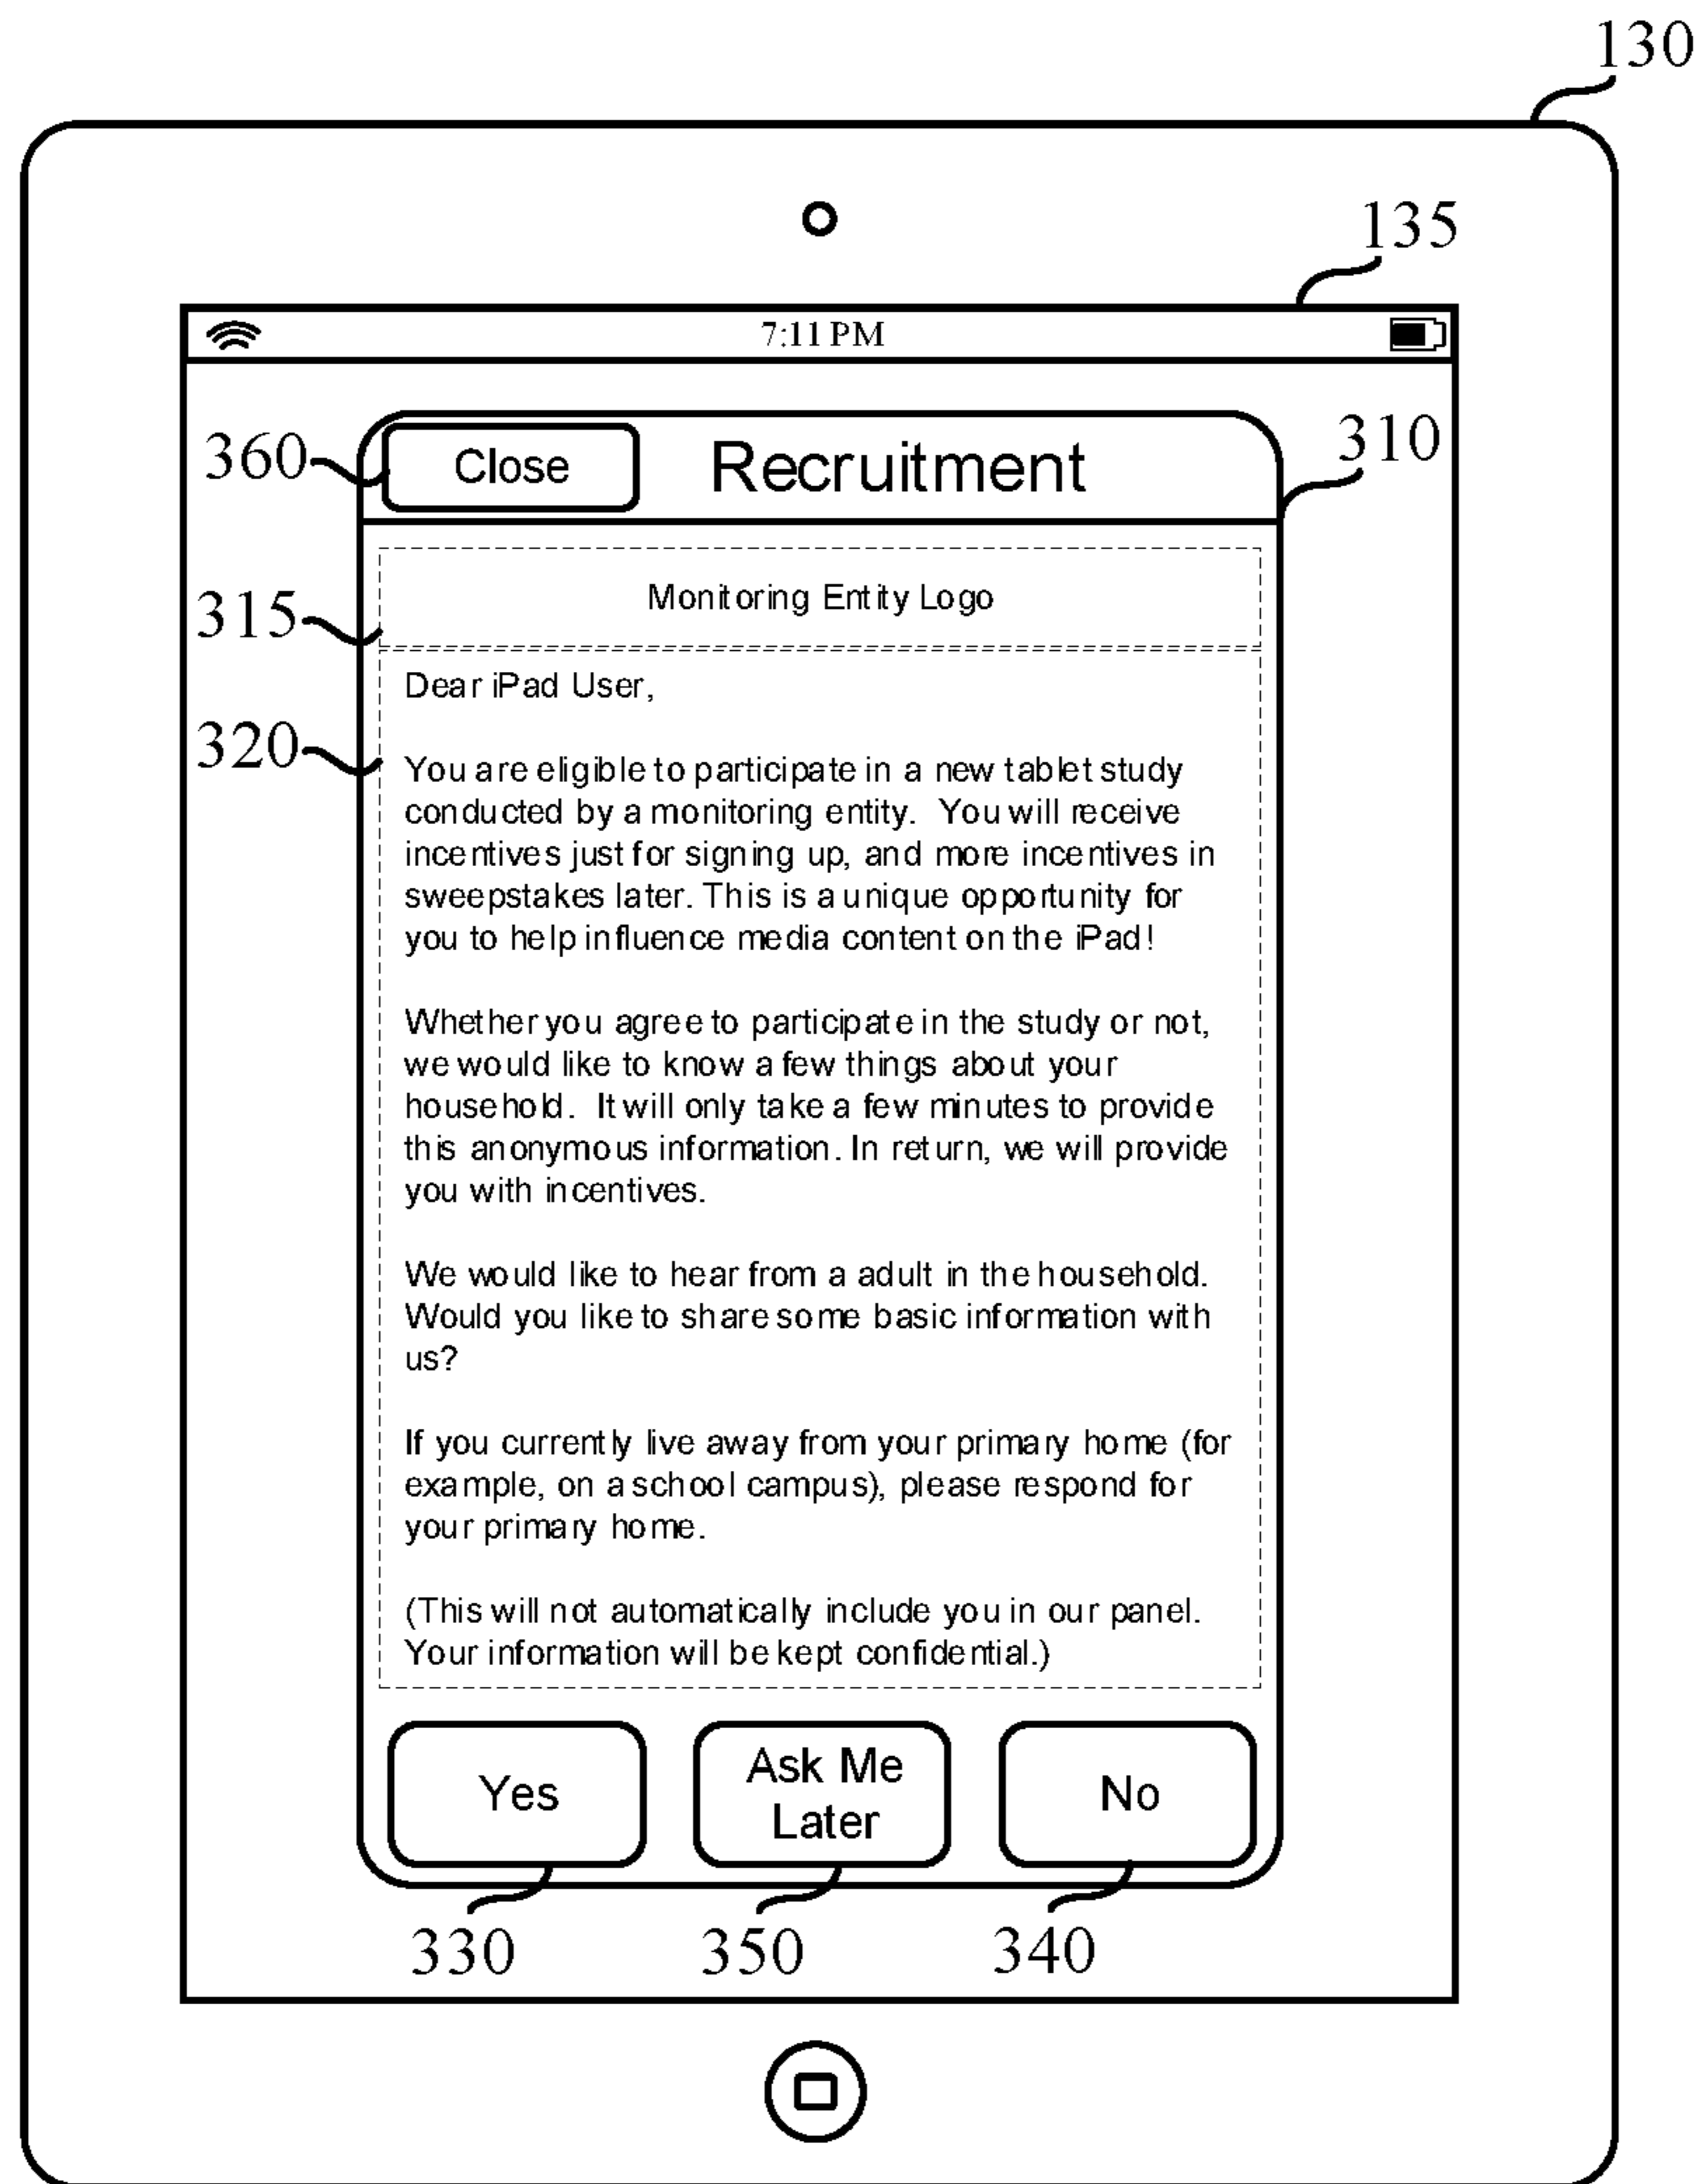 130
135
7:11 PM
360
Close
Recruitment
310
315
Monitoring Entity Logo
320
Dear iPad User,
You are eligible to participate in a new tablet study
conducted by a monitoring entity. You will receive
incentives just for signing up, and more incentives in
sweepstakes later. This is a unique opportunity for
you to help influence media content on the iPad!
Whether you agree to participate in the study or not,
we would like to know a few things about your
household. It will only take a few minutes to provide
this anonymous information. In return, we will provide
you with incentives.
We would like to hear from a adult in the household.
Would you like to share some basic information with
us?
If you currently live away from your primary home (for
example, on a school campus), please respond for
your primary home.
(This will not automatically include you in our panel.
Your information will be kept confidential.)
Yes
Ask Me
Later
No
330
350
340